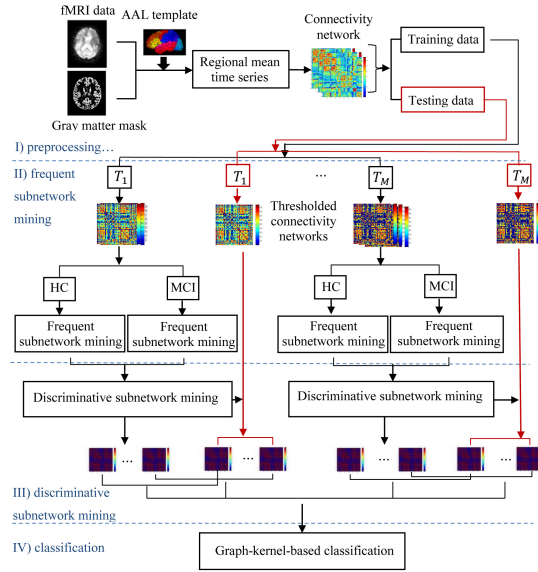 fMRI data
AAL template
Connectivity
network
Regional mean
time series
Training data
Testing data
Gray matter mask
I) preprocessing…
II) frequent
subnetwork
mining
T1
T1
...
TM
TM
Thresholded
connectivity
networks
HC
MCI
HC
MCI
Frequent
subnetwork mining
Frequent
subnetwork mining
Frequent
subnetwork mining
Frequent
subnetwork mining
Discriminative subnetwork mining
Discriminative subnetwork mining
...
...
...
...
III) discriminative
subnetwork mining
IV) classification
Graph-kernel-based classification